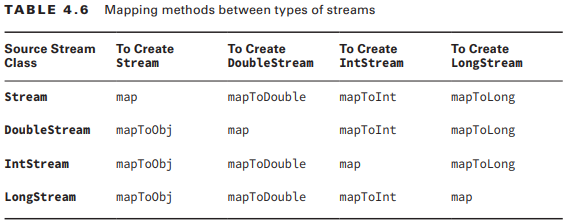 TABLE 4.6 Mapping methods between types of streams
Source Stream Class To Create Stream To Create DoubleStream To Create IntStream To Create LongStream
Stream map mapToDouble mapToInt mapToLong
DoubleStream mapToObj map mapToInt mapToLong
IntStream mapToObj mapToDouble map mapToLong
LongStream mapToObj mapToDouble mapToInt map